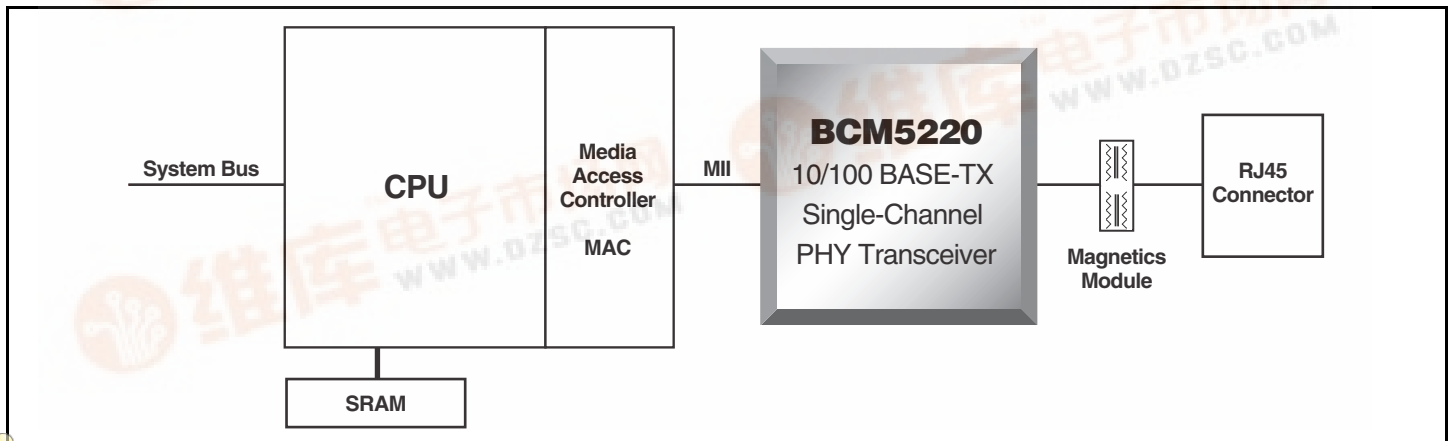 System Bus
CPU
Media
Access
Controller
MAC
MII
BCM5220
10/100 BASE-TX
Single-Channel
PHY Transceiver
Magnetics
Module
RJ45
Connector
SRAM
维库电子市场网
WWW.DZSC.COM
维库电子市场网
WWW.DZSC.COM